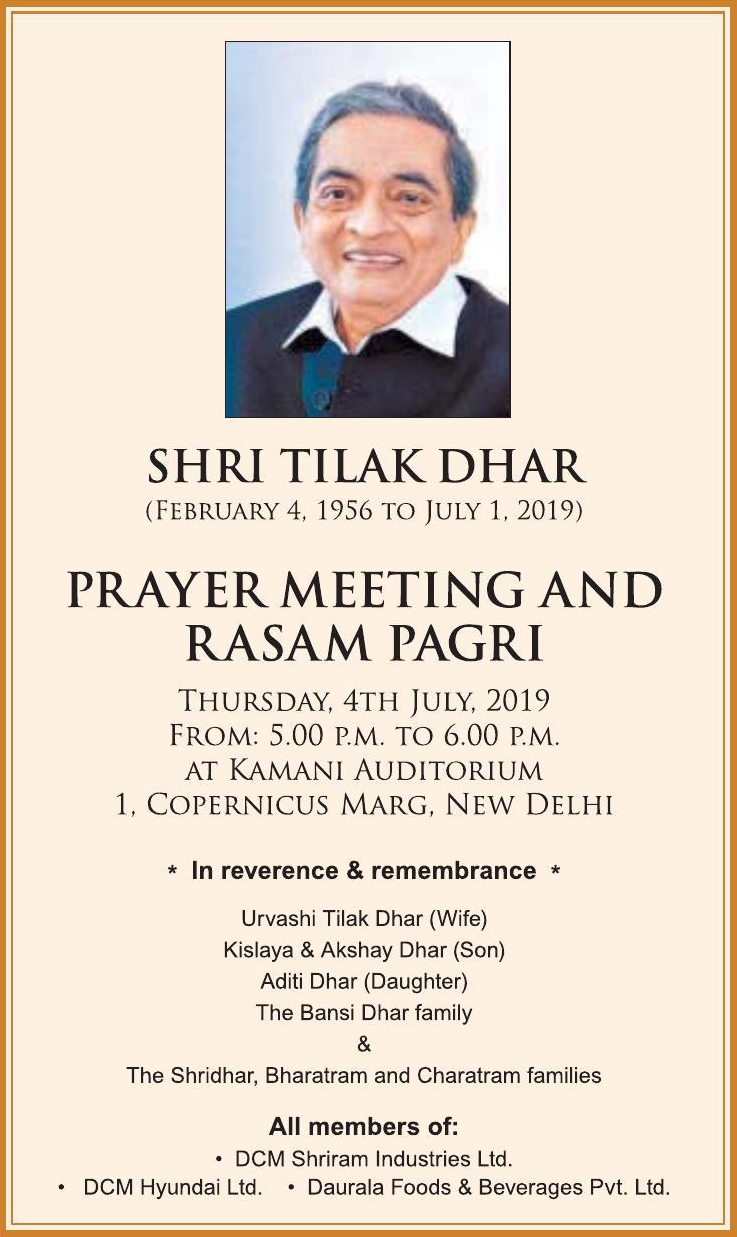 SHRI TILAK DHAR
(FEBRUARY 4, 1956 TO JULY 1, 2019)
PRAYER MEETING AND
RASAM PAGRI
THURSDAY, 4TH JULY, 2019
FROM: 5.00 P.M. TO 6.00 P.M.
AT KAMANI AUDITORIUM
1, COPERNICUS MARG, NEW DELHI
* In reverence & remembrance *
Urvashi Tilak Dhar (Wife)
Kislaya & Akshay Dhar (Son)
Aditi Dhar (Daughter)
The Bansi Dhar family
&
The Shridhar, Bharatram and Charatram families
All members of:
• DCM Shriram Industries Ltd.
• DCM Hyundai Ltd. • Daurala Foods & Beverages Pvt. Ltd.